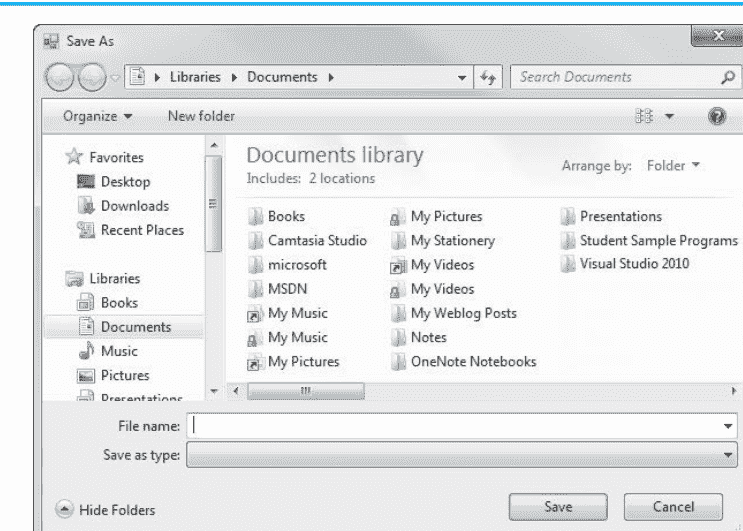 Save As
Libraries Documents
Search Documents
Organize
New folder
Favorites
Desktop
Downloads
Recent Places
Libraries
Books
Documents
Music
Pictures
Presentations
Documents library
Includes: 2 locations
Arrange by: Folder
Books
Camtasia Studio
microsoft
MSDN
My Music
My Music
My Pictures
My Pictures
My Stationery
My Videos
My Videos
My Weblog Posts
Notes
OneNote Notebooks
Presentations
Student Sample Programs
Visual Studio 2010
File name:
Save as type:
Hide Folders
Save
Cancel